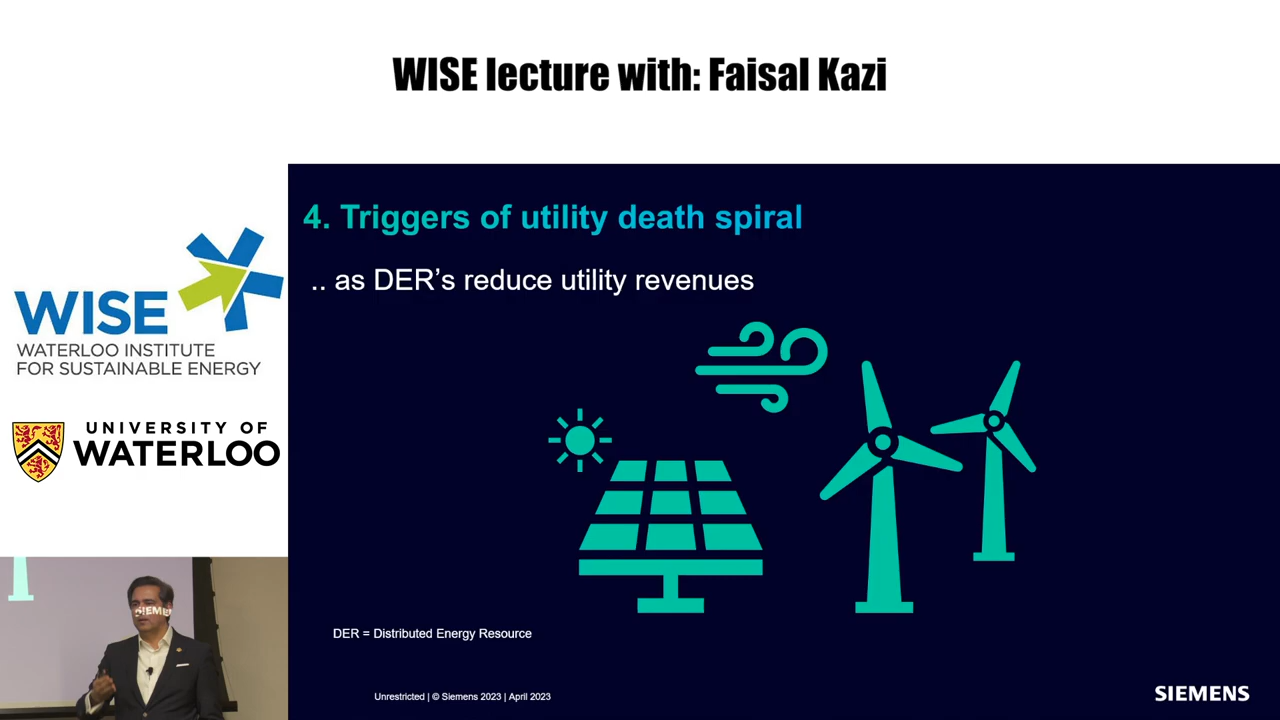 WISE lecture with: Faisal Kazi
WISE
WATERLOO INSTITUTE
FOR SUSTAINABLE ENERGY
UNIVERSITY OF
WATERLOO
4. Triggers of utility death spiral
.. as DER’s reduce utility revenues
DER = Distributed Energy Resource
Unrestricted | © Siemens 2023 | April 2023
SIEMENS
SIEME